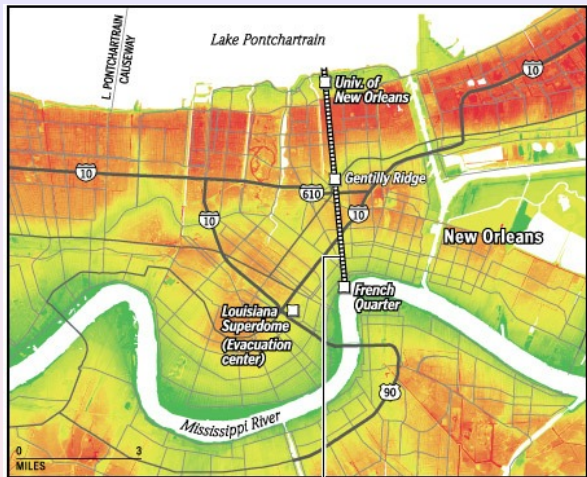 Lake Pontchartrain
L. PONTCHARTRAIN
CAUSEWAY
10
Univ. of
New Orleans
10
610
Gentilly Ridge
10
10
New Orleans
French
Quarter
Louisiana
Superdome
(Evacuation
center)
90
Mississippi River
0 3
MILES